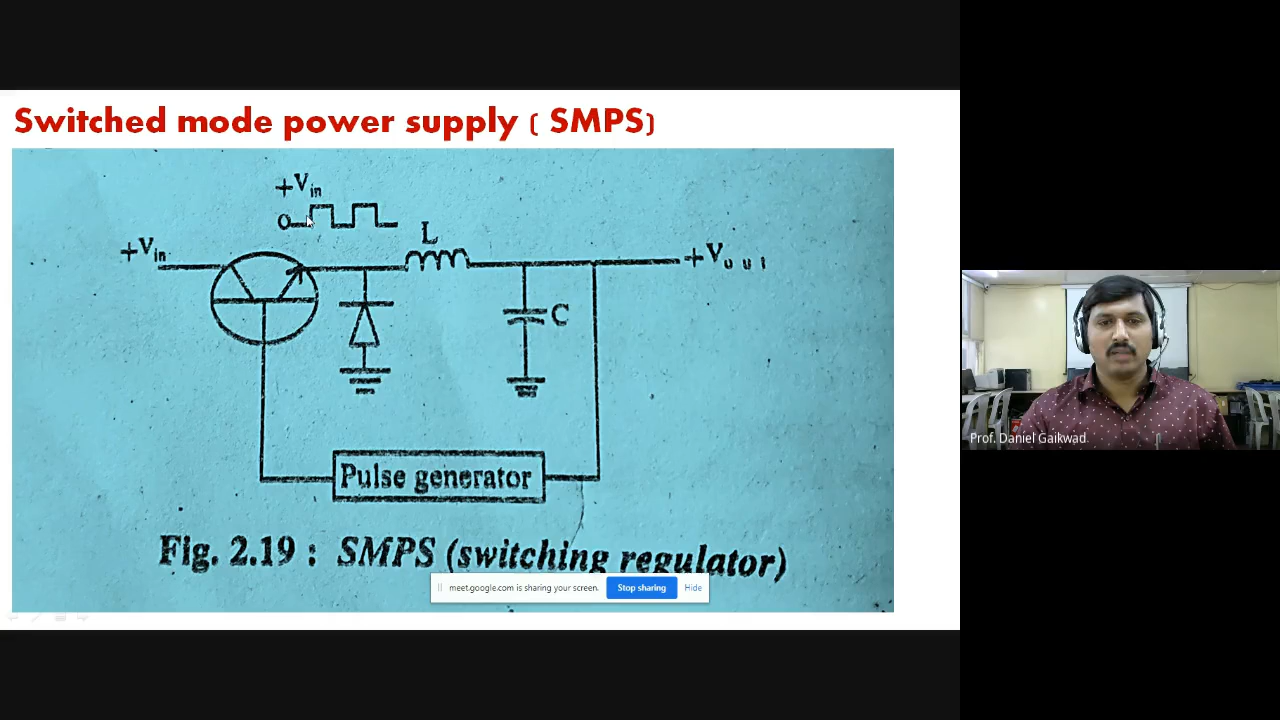 Switched mode power supply ( SMPS)
+Vin
0
L
+Vin
+Vout
C
Pulse generator
Fig. 2.19 : SMPS (switching regulator)
meet.google.com is sharing your screen. Stop sharing Hide
Prof. Daniel Gaikwad